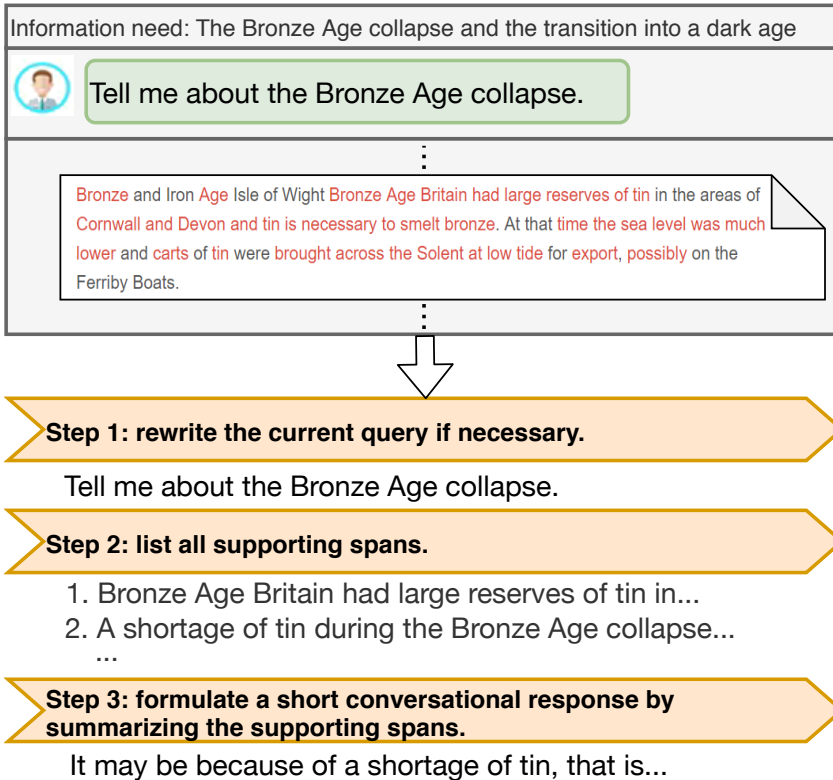 Information need: The Bronze Age collapse and the transition into a dark age
Tell me about the Bronze Age collapse.
Bronze and Iron Age Isle of Wight Bronze Age Britain had large reserves of tin in the areas of
Cornwall and Devon and tin is necessary to smelt bronze. At that time the sea level was much
lower and carts of tin were brought across the Solent at low tide for export, possibly on the
Ferriby Boats.
Step 1: rewrite the current query if necessary.
Tell me about the Bronze Age collapse.
Step 2: list all supporting spans.
1. Bronze Age Britain had large reserves of tin in...
2. A shortage of tin during the Bronze Age collapse...
...
Step 3: formulate a short conversational response by
summarizing the supporting spans.
It may be because of a shortage of tin, that is...